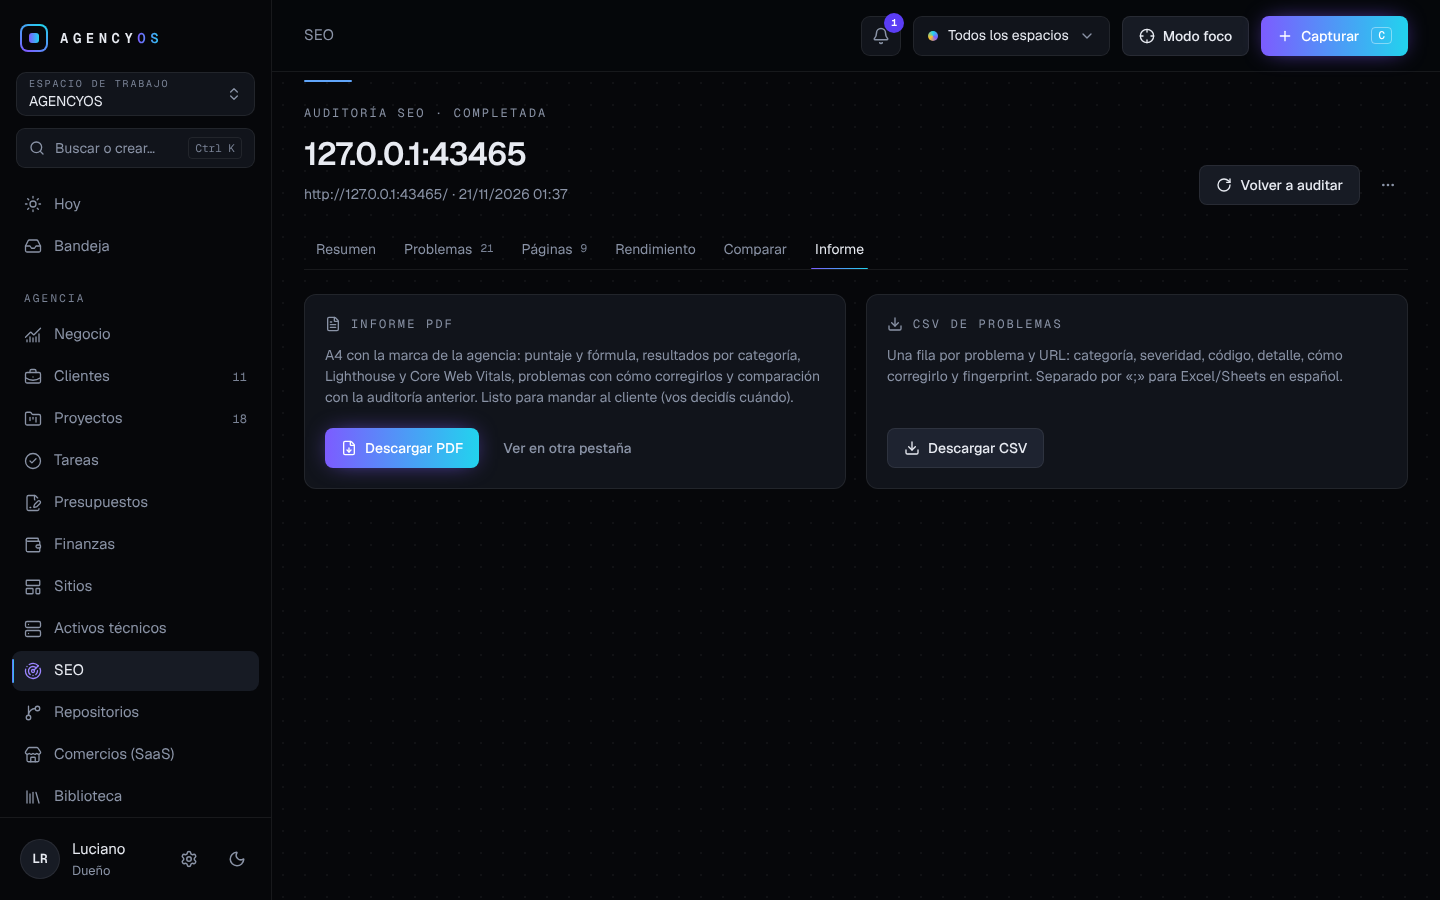 AGENCYOS
ESPACIO DE TRABAJO
AGENCYOS
Buscar o crear...
Ctrl K
Hoy
Bandeja
AGENCIA
Negocio
Clientes 11
Proyectos 18
Tareas
Presupuestos
Finanzas
Sitios
Activos técnicos
SEO
Repositorios
Comercios (SaaS)
Biblioteca
LR
Luciano
Dueño
SEO
1
Todos los espacios
Modo foco
Capturar C
AUDITORÍA SEO · COMPLETADA
127.0.0.1:43465
http://127.0.0.1:43465/ · 21/11/2026 01:37
Volver a auditar
Resumen Problemas 21 Páginas 9 Rendimiento Comparar Informe
INFORME PDF
A4 con la marca de la agencia: puntaje y fórmula, resultados por categoría,
Lighthouse y Core Web Vitals, problemas con cómo corregirlos y comparación
con la auditoría anterior. Listo para mandar al cliente (vos decidís cuándo).
Descargar PDF
Ver en otra pestaña
CSV DE PROBLEMAS
Una fila por problema y URL: categoría, severidad, código, detalle, cómo
corregirlo y fingerprint. Separado por «;» para Excel/Sheets en español.
Descargar CSV